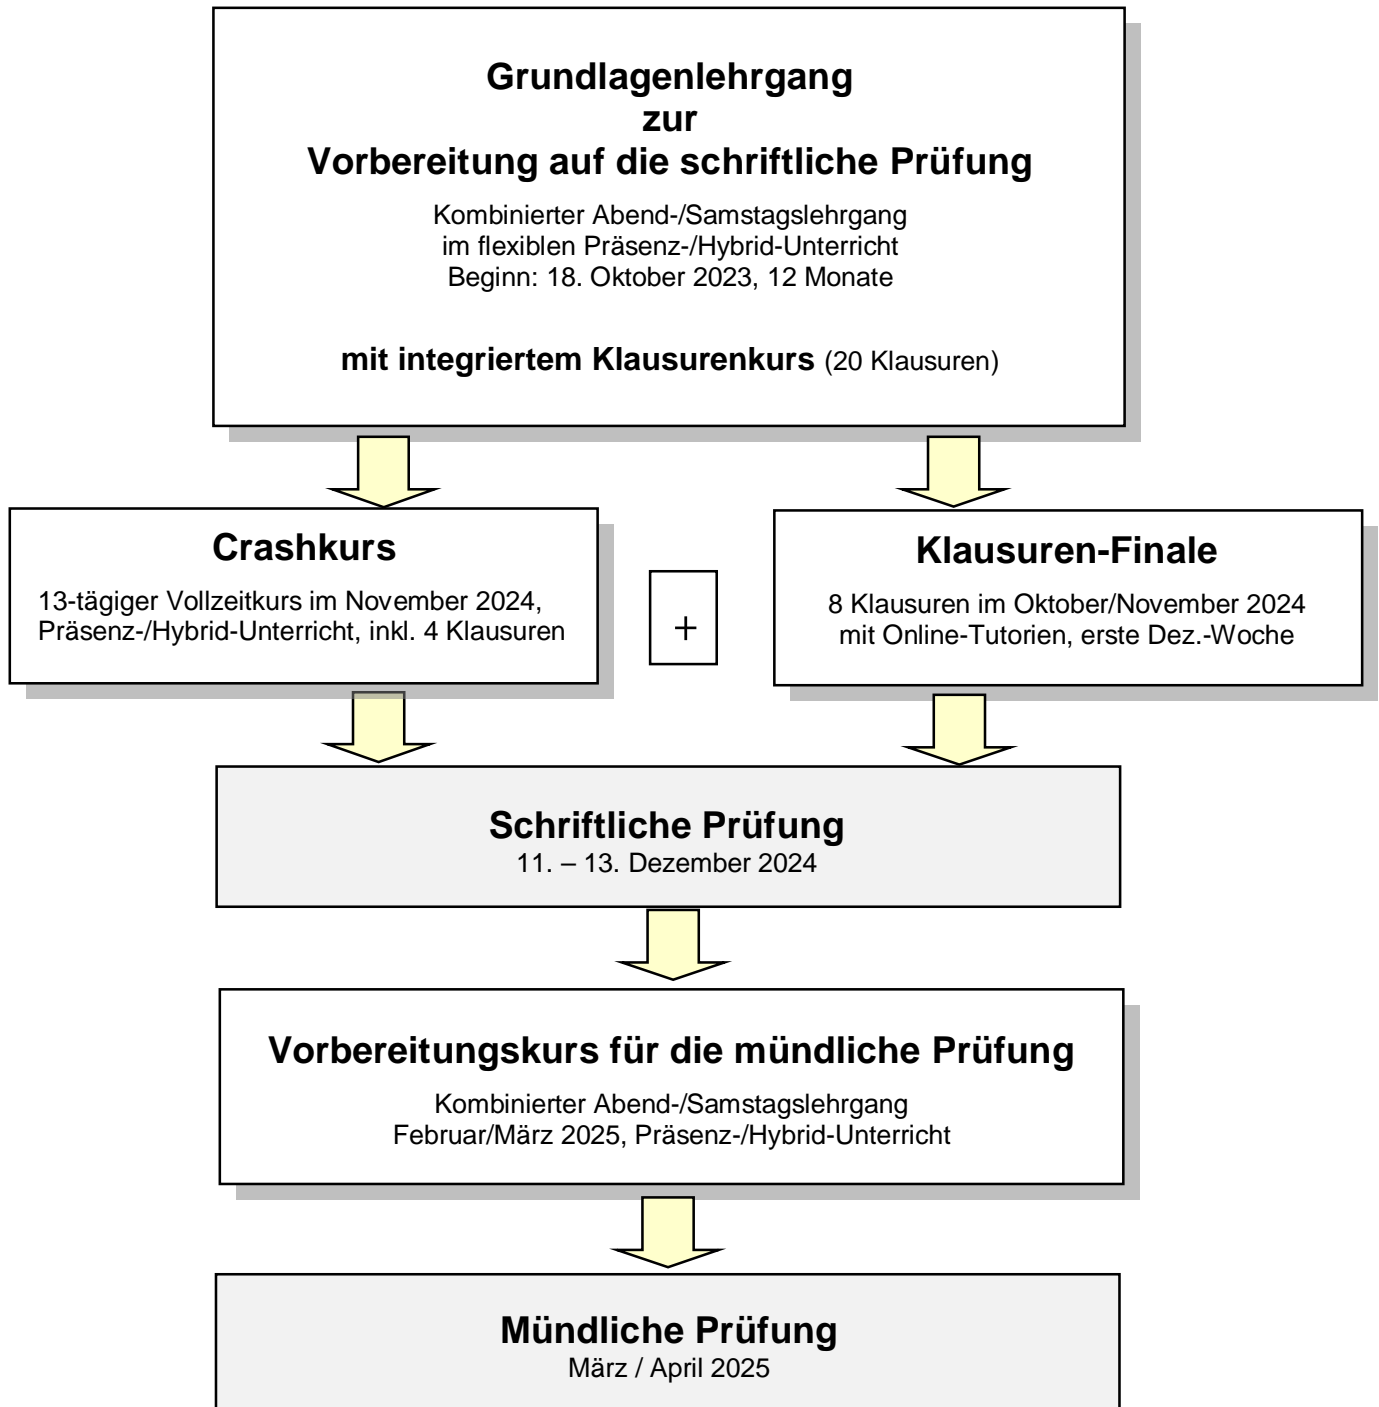 Grundlagenlehrgang
zur
Vorbereitung auf die schriftliche Prüfung
Kombinierter Abend-/Samstagslehrgang
im flexiblen Präsenz-/Hybrid-Unterricht
Beginn: 18. Oktober 2023, 12 Monate
mit integriertem Klausurenkurs (20 Klausuren)
Crashkurs
13-tägiger Vollzeitkurs im November 2024,
Präsenz-/Hybrid-Unterricht, inkl. 4 Klausuren
+
Klausuren-Finale
8 Klausuren im Oktober/November 2024
mit Online-Tutorien, erste Dez.-Woche
Schriftliche Prüfung
11. – 13. Dezember 2024
Vorbereitungskurs für die mündliche Prüfung
Kombinierter Abend-/Samstagslehrgang
Februar/März 2025, Präsenz-/Hybrid-Unterricht
Mündliche Prüfung
März / April 2025